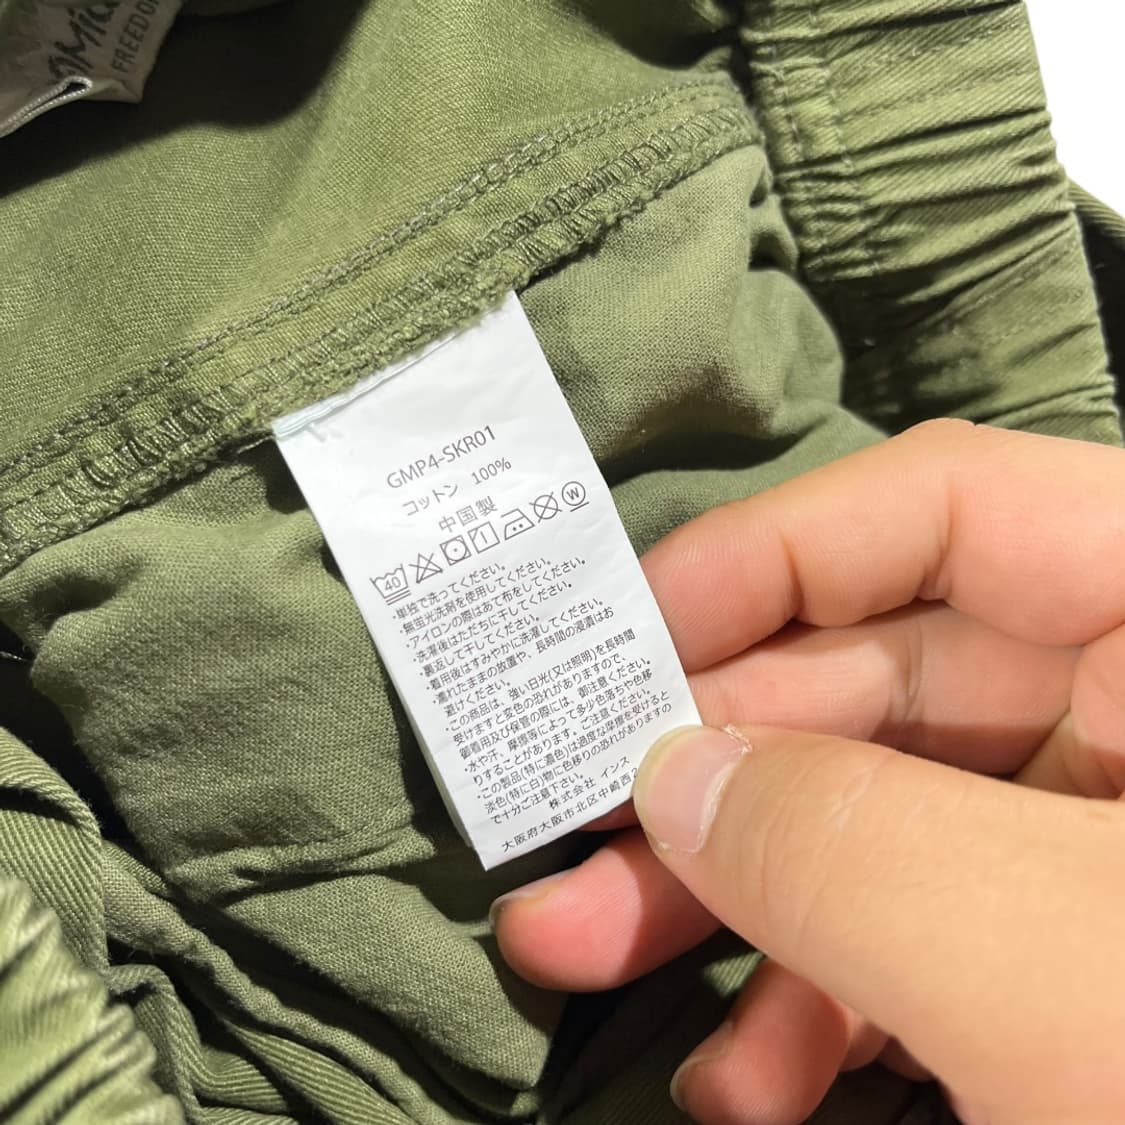 FREEDO
GMP4-SKR01
コットン 100%
中国製
40
W
・単独で洗ってください。
・無蛍光洗剤を使用してください。
・アイロンの際はあて布をしてください。
・洗濯後はただちに干してください。
・裏返して干してください。
・着用後はすみやかに洗濯してください。
・濡れたままの放置や、長時間の浸漬はお
避けください。
・この商品は、強い日光(又は照明)を長時間
受けますと変色の恐れがありますので、
御着用及び保管の際には、御注意ください。
・水や汗、摩擦等によって多少色落ちや色移
りすることがあります。ご注意ください。
・この製品(特に濃色)は過度な摩擦を受けると
淡色(特に白)物に色移りの恐れがありますの
で十分ご注意下さい。
株式会社 インス
大阪府大阪市北区中崎西2